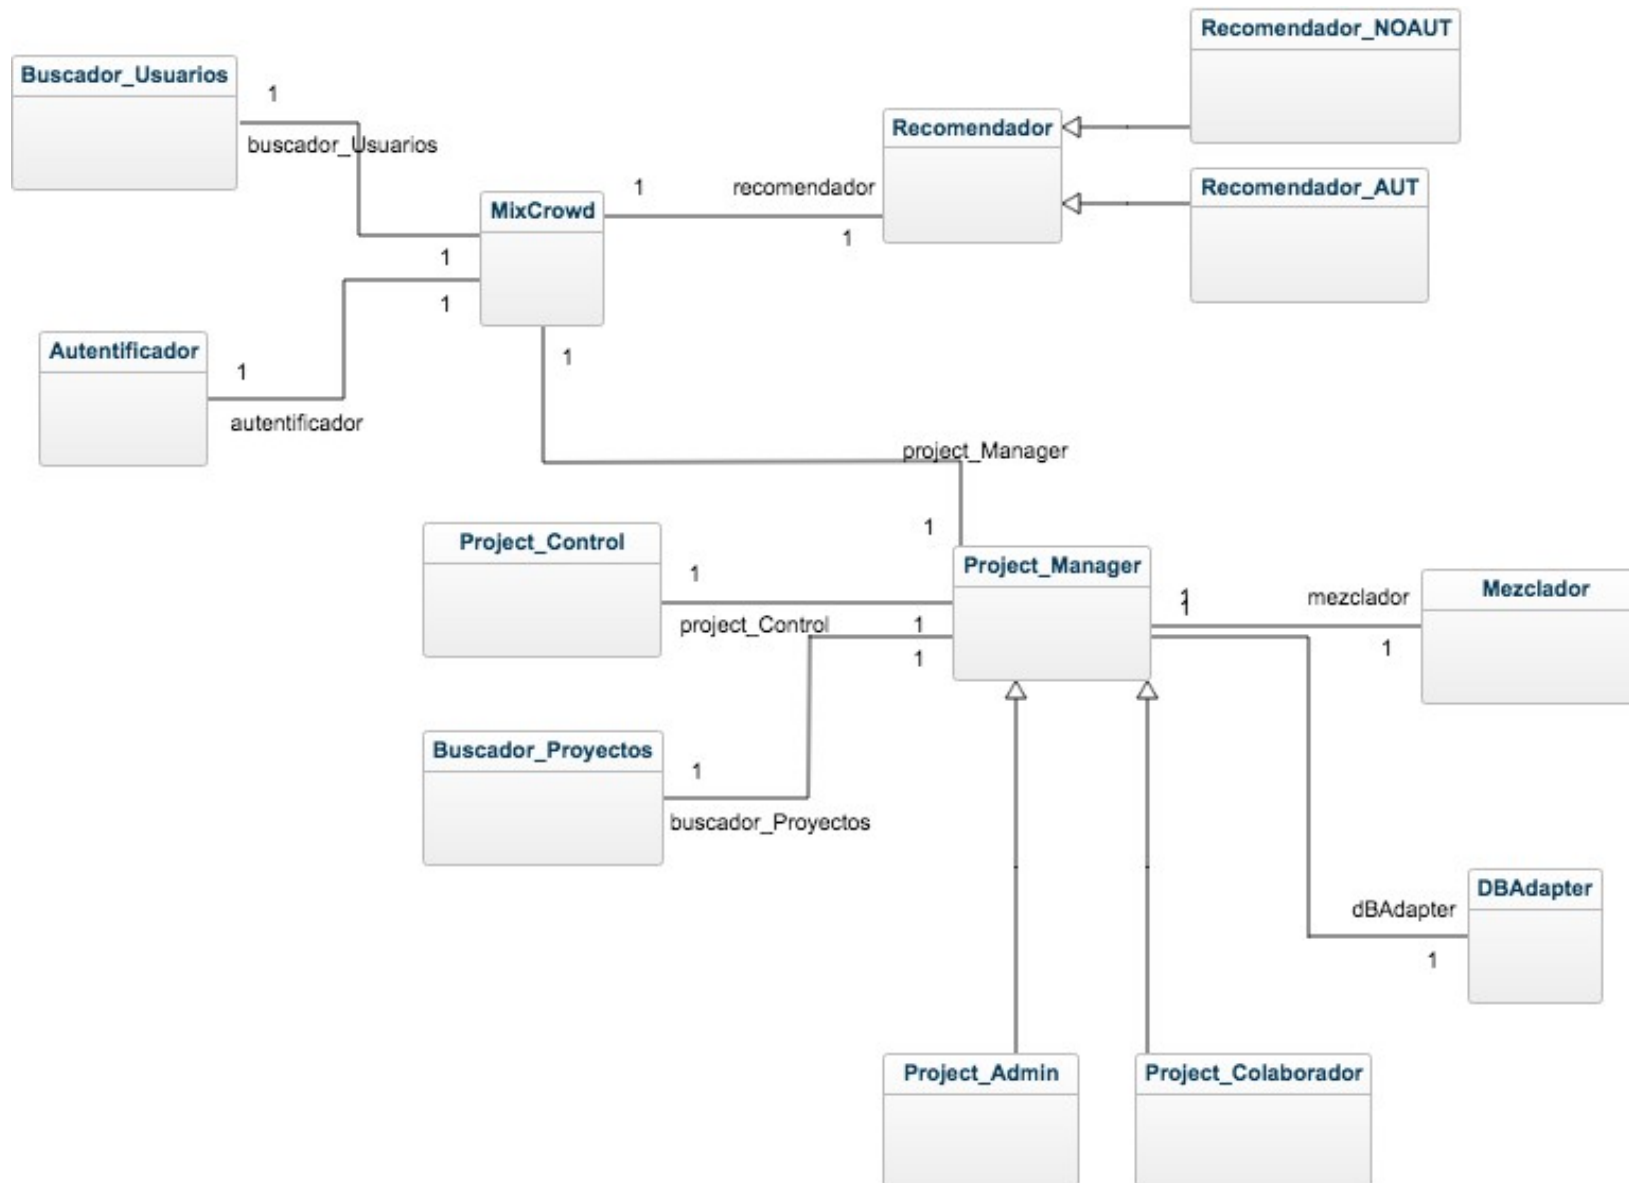 Recomendador_NOAUT
Buscador_Usuarios
1
buscador_Usuarios
Recomendador
Recomendador_AUT
1
recomendador
MixCrowd
1
1
1
Autentificador
1
1
autentificador
project_Manager
1
Project_Control
Project_Manager
1
Mezclador
1
1
mezclador
project_Control
1
1
1
Buscador_Proyectos
1
buscador_Proyectos
DBAdapter
dBAdapter
1
Project_Admin
Project_Colaborador